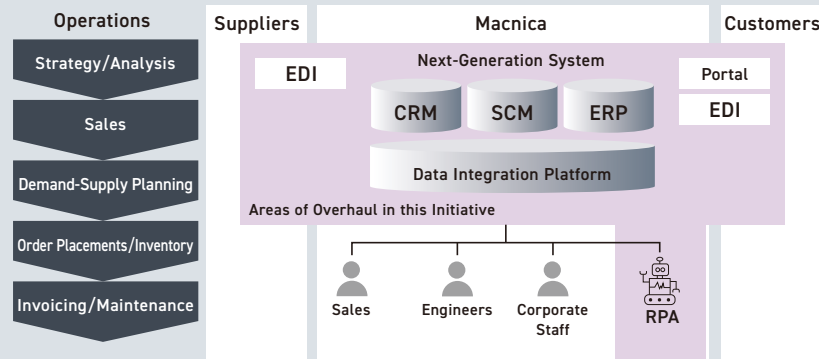 Operations
Strategy/Analysis
Sales
Demand-Supply Planning
Order Placements/Inventory
Invoicing/Maintenance
Suppliers
Macnica
Customers
Next-Generation System
EDI
CRM
SCM
ERP
Portal
EDI
Data Integration Platform
Areas of Overhaul in this Initiative
Sales
Engineers
Corporate
Staff
RPA